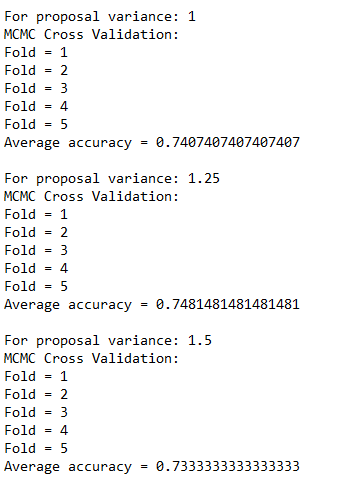 For proposal variance: 1
MCMC Cross Validation:
Fold = 1
Fold = 2
Fold = 3
Fold = 4
Fold = 5
Average accuracy = 0.7407407407407407
For proposal variance: 1.25
MCMC Cross Validation:
Fold = 1
Fold = 2
Fold = 3
Fold = 4
Fold = 5
Average accuracy = 0.7481481481481481
For proposal variance: 1.5
MCMC Cross Validation:
Fold = 1
Fold = 2
Fold = 3
Fold = 4
Fold = 5
Average accuracy = 0.7333333333333333